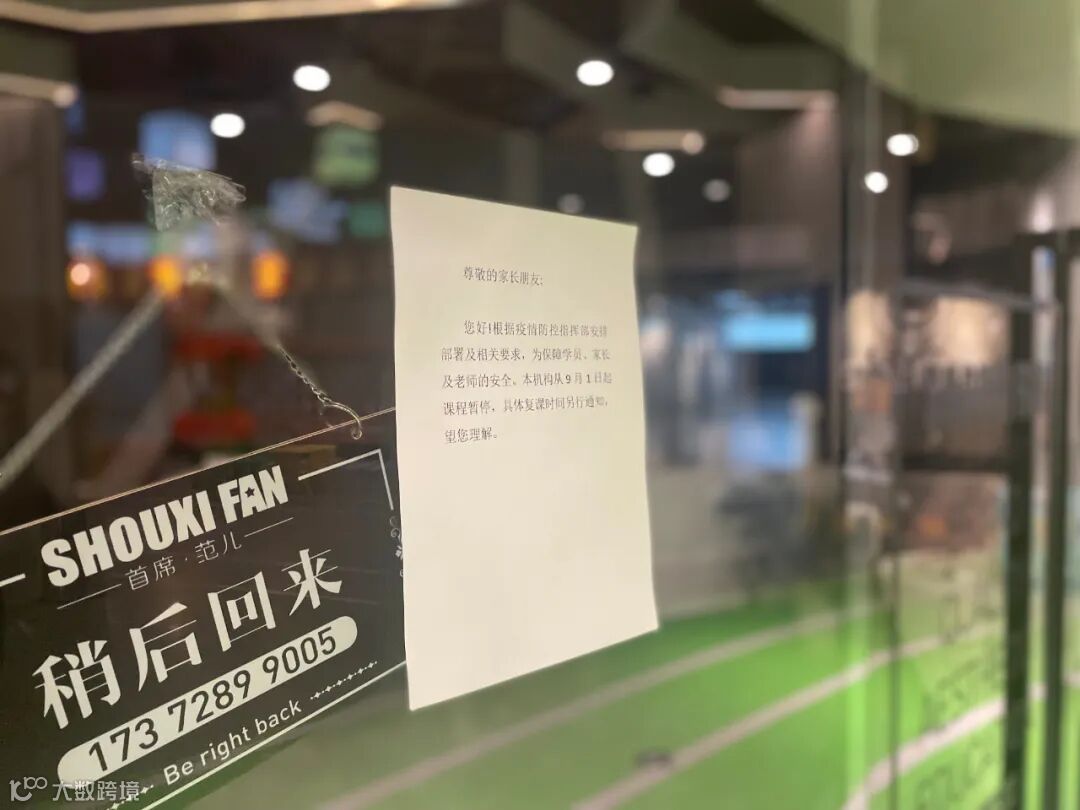 尊敬的家长朋友:
您好!根据疫情防控指挥部安排
部署及相关要求，为保障学员、家长
及老师的安全、本机构从9月1日起
课程暂停，具体复课时间另行通知，
望您理解。
SHOUXI FAN
首席·范儿
稍后回来
173 7289 9005
Be right back
大数跨境